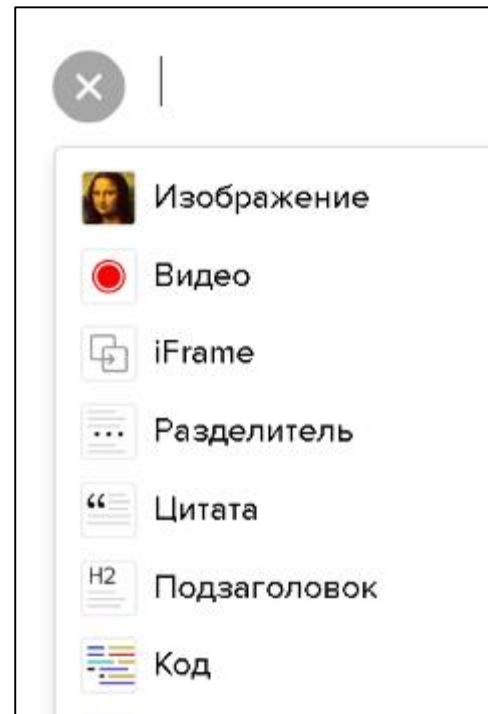 Изображение
Видео
iFrame
Разделитель
Цитата
H2
Подзаголовок
Код